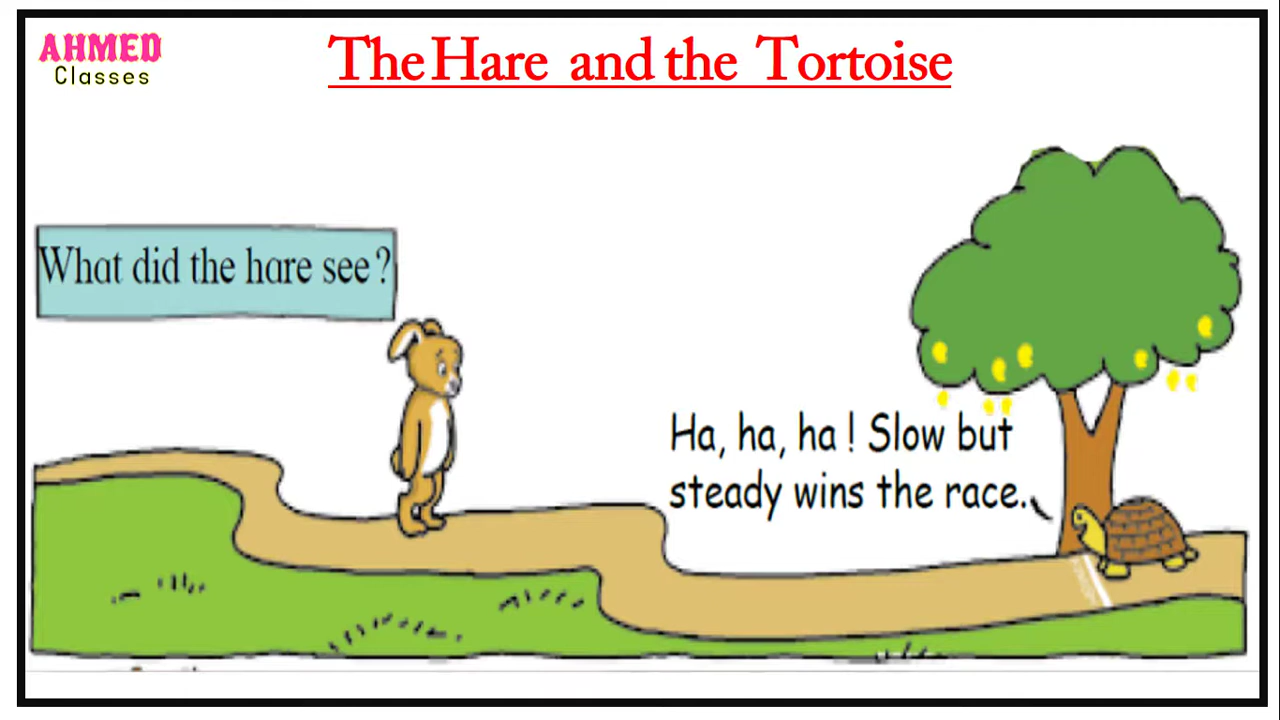 AHMED
Classes
The Hare and the Tortoise
What did the hare see?
Ha, ha, ha! Slow but
steady wins the race.